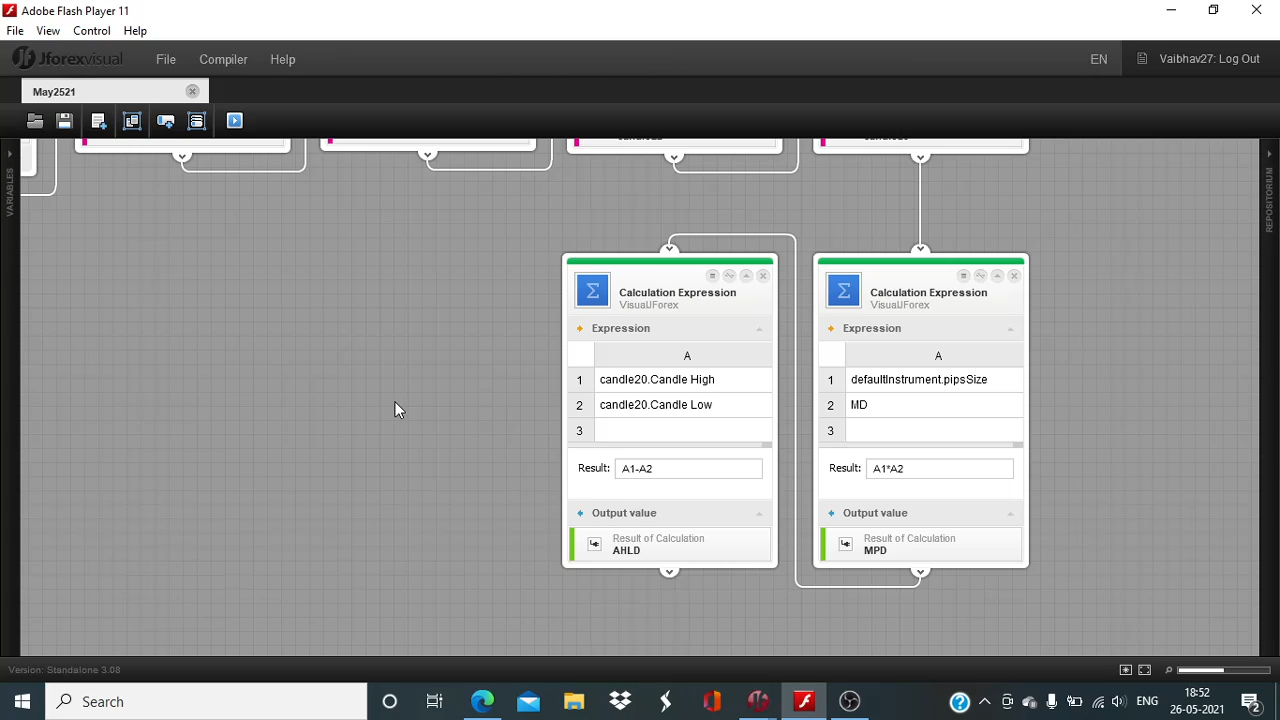 Adobe Flash Player 11
File View Control Help
Jforexvisual File Compiler Help EN Vaibhav27: Log Out
May2521
VARIABLES
REPOSITORIUM
Calculation Expression
VisualJForex
Expression
A
1 candle20.Candle High
2 candle20.Candle Low
3
Result: A1-A2
Output value
Result of Calculation
AHLD
Calculation Expression
VisualJForex
Expression
A
1 defaultInstrument.pipsSize
2 MD
3
Result: A1*A2
Output value
Result of Calculation
MPD
Version: Standalone 3.08
Search
ENG
18:52
26-05-2021
2